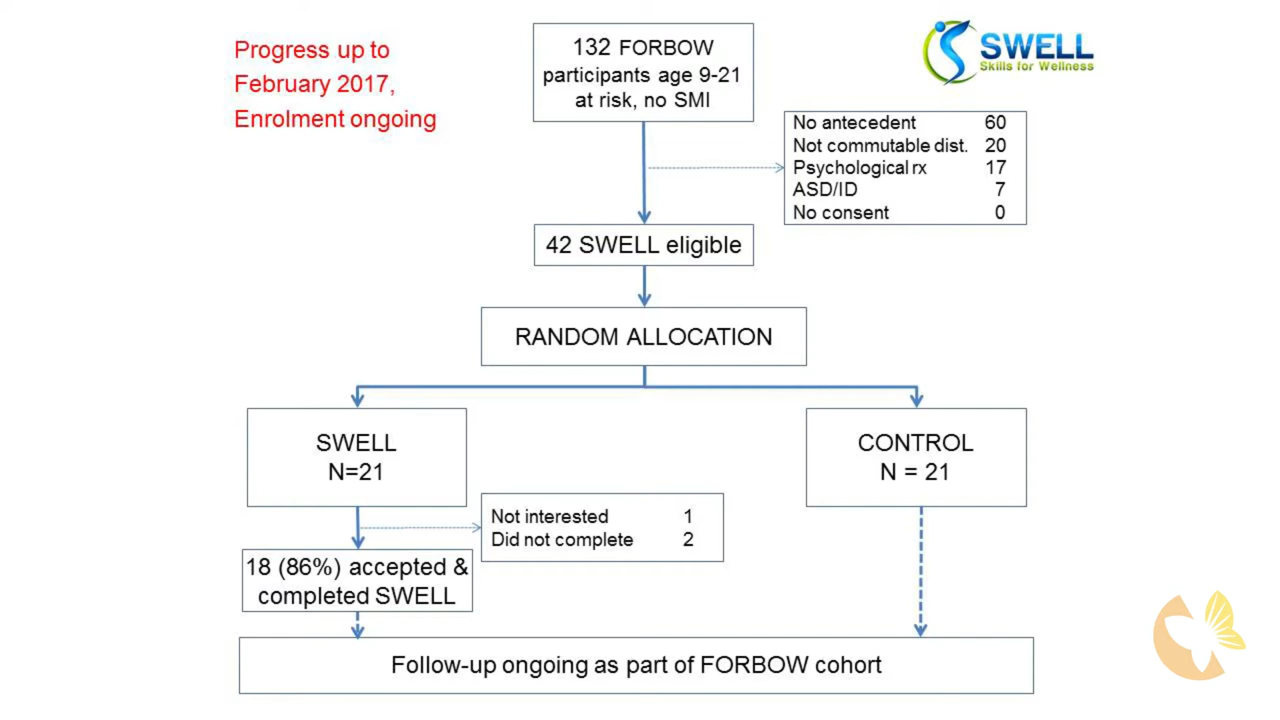 Progress up to
February 2017,
Enrolment ongoing
132 FORBOW
participants age 9-21
at risk, no SMI
SWELL
Skills for Wellness
No antecedent 60
Not commutable dist. 20
Psychological rx 17
ASD/ID 7
No consent 0
42 SWELL eligible
RANDOM ALLOCATION
SWELL
N=21
CONTROL
N = 21
Not interested 1
Did not complete 2
18 (86%) accepted &
completed SWELL
Follow-up ongoing as part of FORBOW cohort